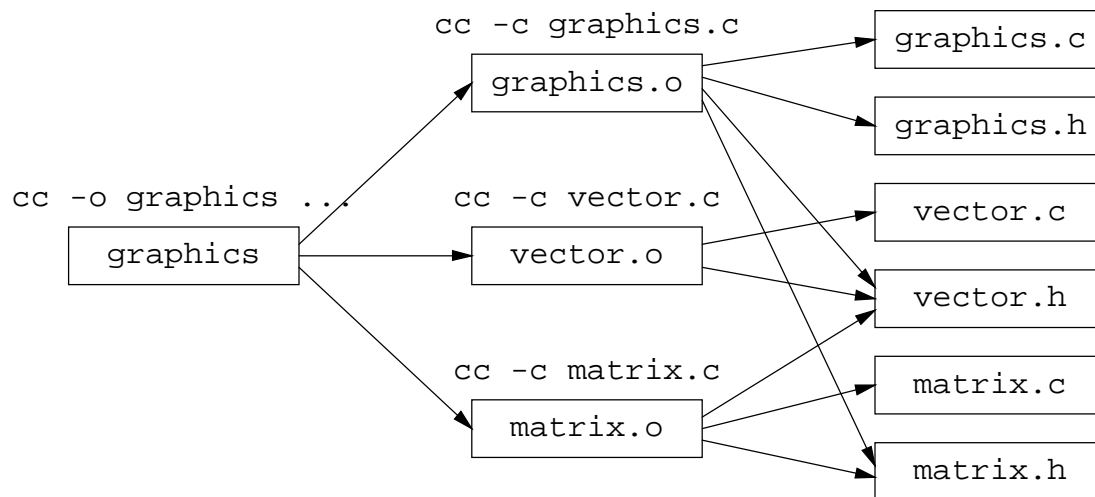 cc -c graphics.c
graphics.o
graphics.c
graphics.h
cc -o graphics ...
graphics
cc -c vector.c
vector.o
vector.c
vector.h
cc -c matrix.c
matrix.o
matrix.c
matrix.h